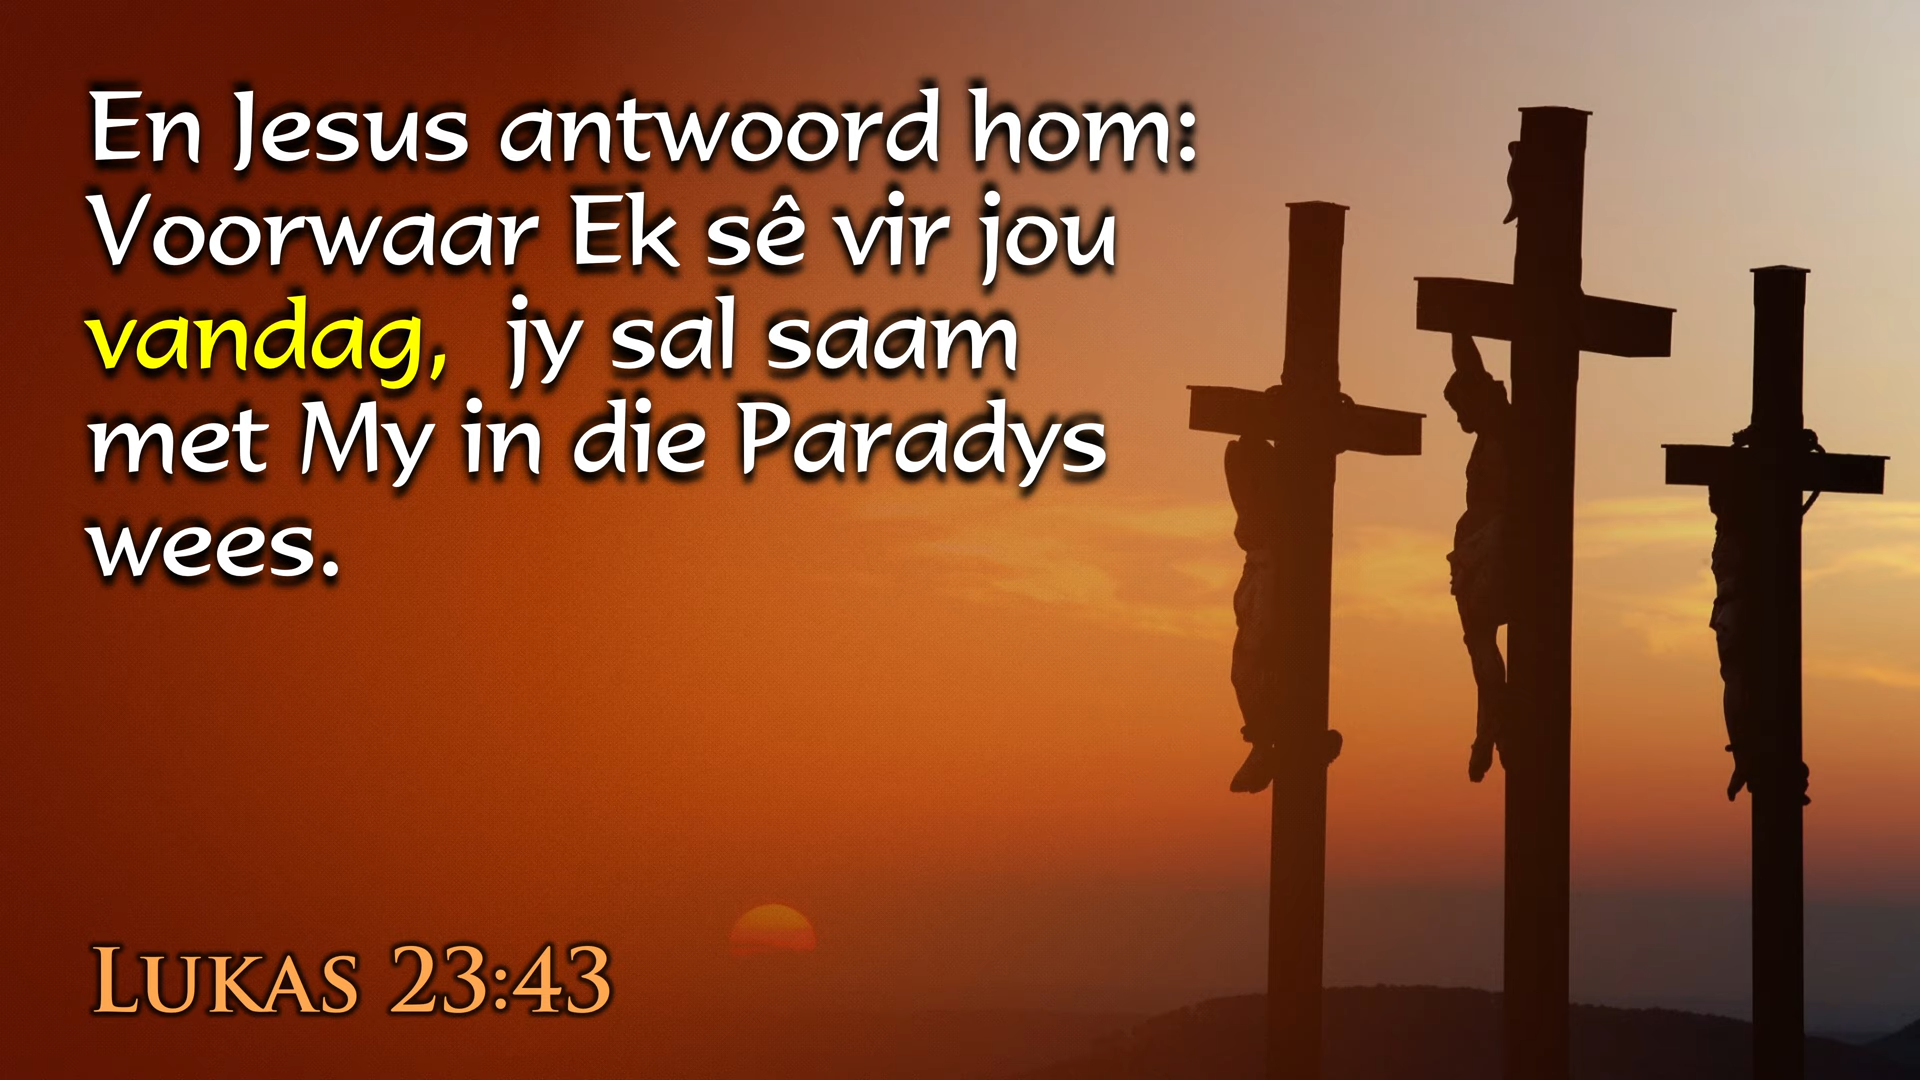 En Jesus antwoord hom:
Voorwaar Ek sê vir jou
vandag, jy sal saam
met My in die Paradys
wees.
Lukas 23:43